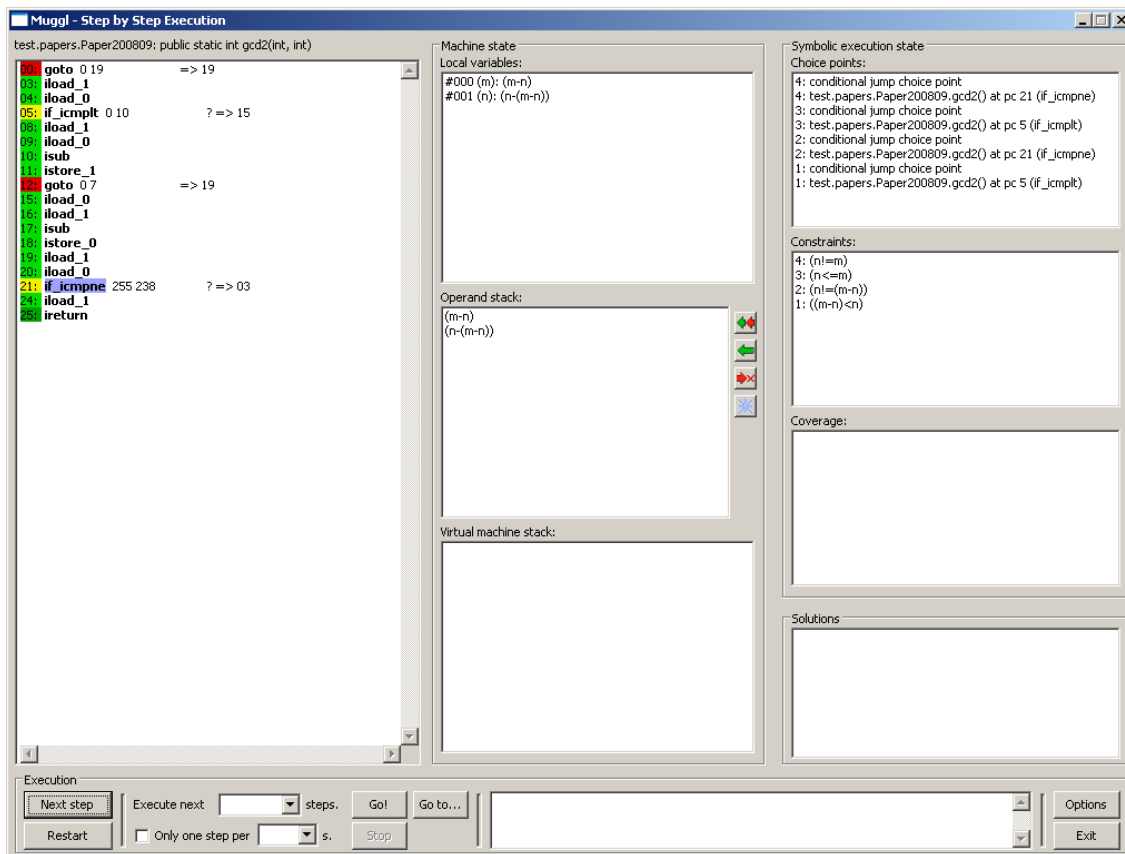 Muggl - Step by Step Execution
test.papers.Paper200809: public static int gcd2(int, int)
00: goto 0 19 => 19
03: iload_1
04: iload_0
05: if_icmplt 0 10 ? => 15
08: iload_1
09: iload_0
10: isub
11: istore_1
12: goto 0 7 => 19
15: iload_0
16: iload_1
17: isub
18: istore_0
19: iload_1
20: iload_0
21: if_icmpne 255 238 ? => 03
24: iload_1
25: ireturn
Machine state
Local variables:
#000 (m): (m-n)
#001 (n): (n-(m-n))
Operand stack:
(m-n)
(n-(m-n))
Virtual machine stack:
Symbolic execution state
Choice points:
4: conditional jump choice point
4: test.papers.Paper200809.gcd2() at pc 21 (if_icmpne)
3: conditional jump choice point
3: test.papers.Paper200809.gcd2() at pc 5 (if_icmplt)
2: conditional jump choice point
2: test.papers.Paper200809.gcd2() at pc 21 (if_icmpne)
1: conditional jump choice point
1: test.papers.Paper200809.gcd2() at pc 5 (if_icmplt)
Constraints:
4: (n!=m)
3: (n<=m)
2: (n!=(m-n))
1: ((m-n)<n)
Coverage:
Solutions
Execution
Next step
Execute next steps. Go! Go to...
Restart
Only one step per s. Stop
Options
Exit